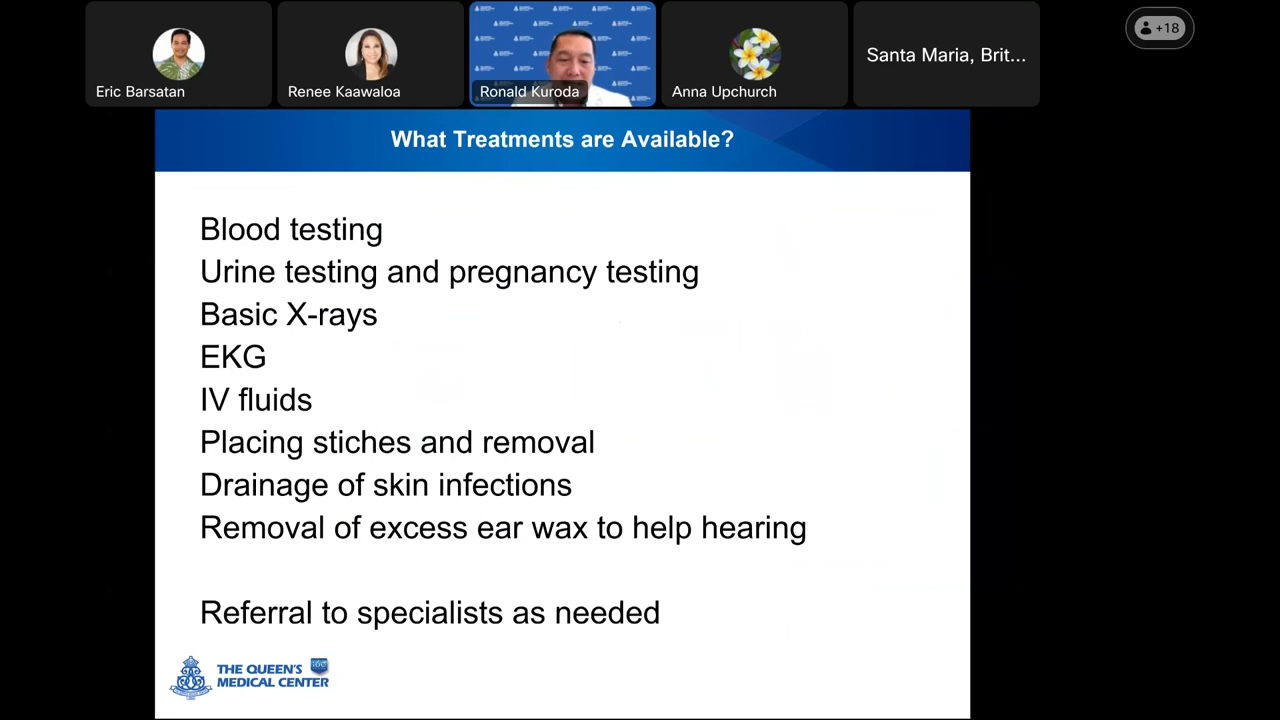 Eric Barsatan
Renee Kaawaloa
Ronald Kuroda
Anna Upchurch
Santa Maria, Brit...
+18
What Treatments are Available?
Blood testing
Urine testing and pregnancy testing
Basic X-rays
EKG
IV fluids
Placing stiches and removal
Drainage of skin infections
Removal of excess ear wax to help hearing
Referral to specialists as needed
THE QUEEN'S
MEDICAL CENTER